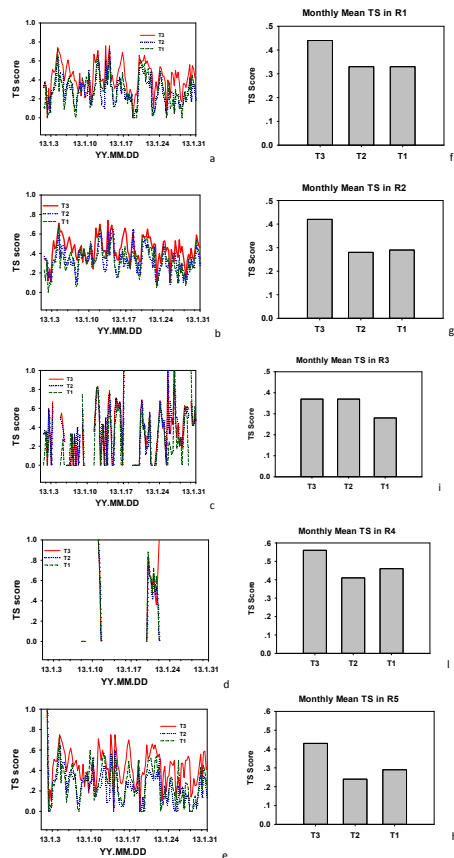 Monthly Mean TS in R1
1.0
.8
.6
.4
.2
0.0
TS score
T3
T2
T1
13.1.3 13.1.10 13.1.17 13.1.24 13.1.31
YY.MM.DD
a
.5
.4
.3
.2
.1
0.0
TS Score
T3 T2 T1
f
1.0
.8
.6
.4
.2
0.0
TS score
T3
T2
T1
13.1.3 13.1.10 13.1.17 13.1.24 13.1.31
YY.MM.DD
b
Monthly Mean TS in R2
.5
.4
.3
.2
.1
0.0
TS Score
T3 T2 T1
g
1.0
.8
.6
.4
.2
0.0
TS score
T3
T2
T1
13.1.3 13.1.10 13.1.17 13.1.24 13.1.31
YY.MM.DD
c
Monthly Mean TS in R3
.5
.4
.3
.2
.1
0.0
TS Score
T3 T2 T1
i
1.0
.8
.6
.4
.2
0.0
TS score
T3
T2
T1
13.1.3 13.1.10 13.1.17 13.1.24 13.1.31
YY.MM.DD
d
Monthly Mean TS in R4
.6
.5
.4
.3
.2
.1
0.0
TS Score
T3 T2 T1
l
1.0
.8
.6
.4
.2
0.0
TS score
T3
T2
T1
13.1.3 13.1.10 13.1.17 13.1.24 13.1.31
YY.MM.DD
e
Monthly Mean TS in R5
.6
.5
.4
.3
.2
.1
0.0
TS Score
T3 T2 T1
h